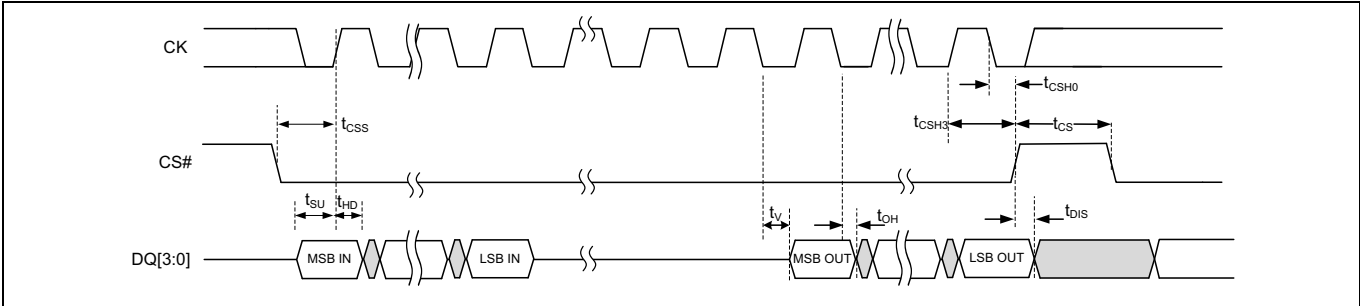 CK
tCSH0
tCSS
tCSH3
tCS
CS#
tSU
tHD
tV
tOH
tDIS
DQ[3:0]
MSB IN
LSB IN
MSB OUT
LSB OUT